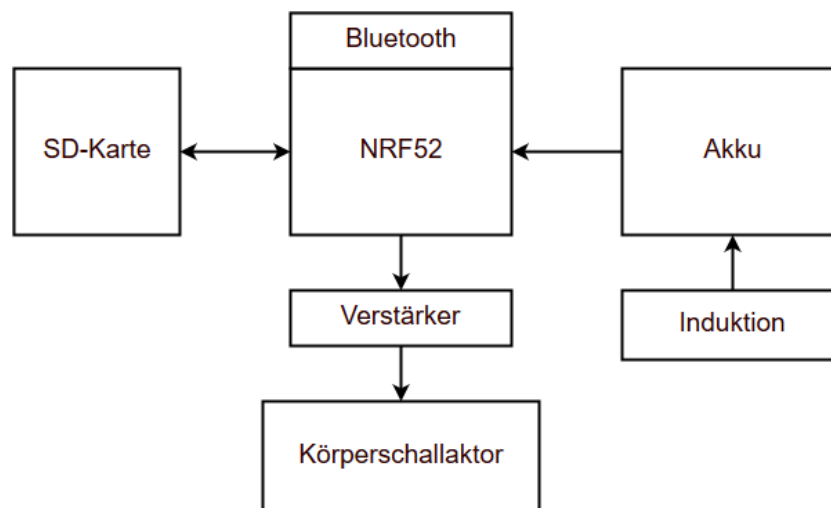 Bluetooth
SD-Karte
NRF52
Akku
Verstärker
Induktion
Körperschallaktor